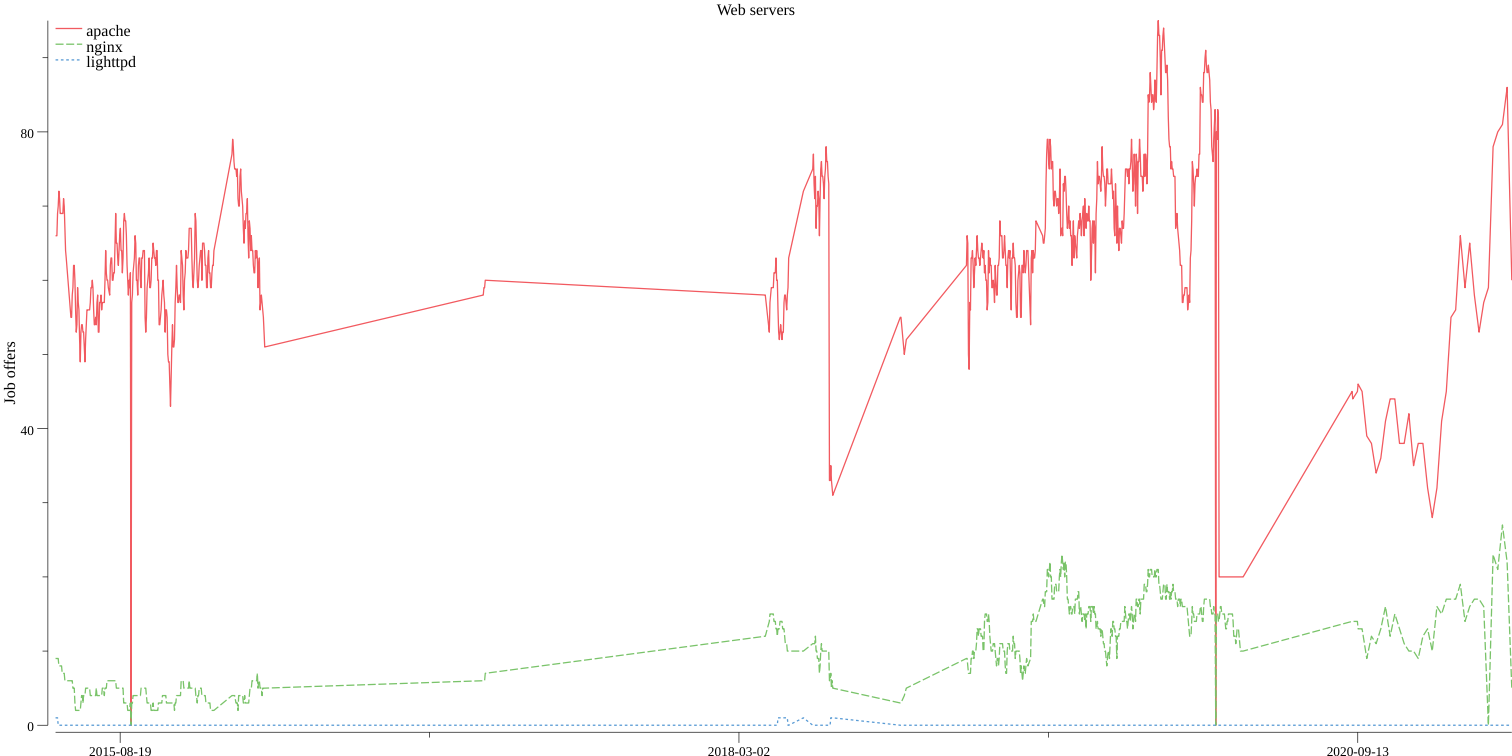 Web servers
apache
nginx
lighttpd
80
Job offers
40
0
2015-08-19
2018-03-02
2020-09-13